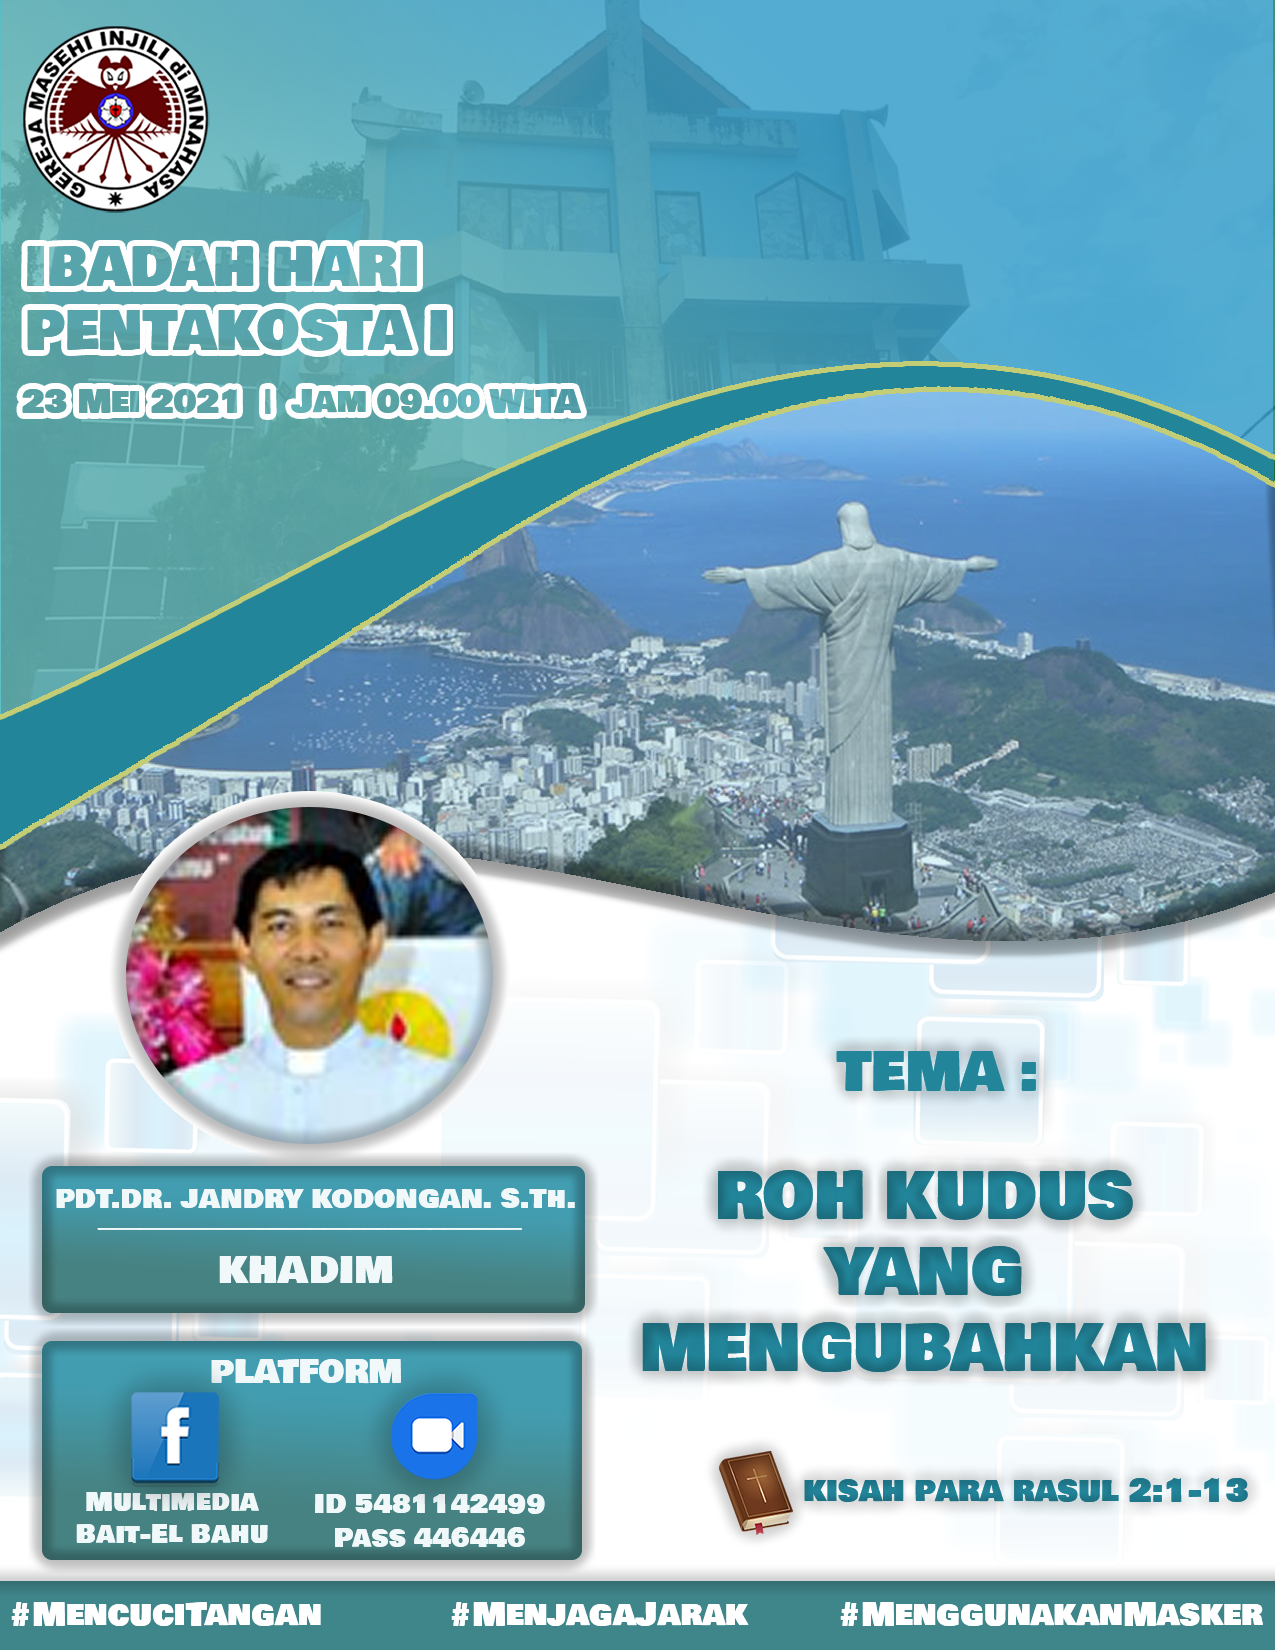 GEREJA MASEHI INJILI di MINAHASA
IBADAH HARI
PENTAKOSTA I
23 Mei 2021 | Jam 09.00 WITA
PDT.DR. JANDRY KODONGAN. S.Th.
KHADIM
PLATFORM
Multimedia
Bait-El Bahu
ID 5481142499
Pass 446446
TEMA :
ROH KUDUS
YANG
MENGUBAHKAN
KISAH PARA RASUL 2:1-13
#MencuciTangan
#MenjagaJarak
#MenggunakanMasker